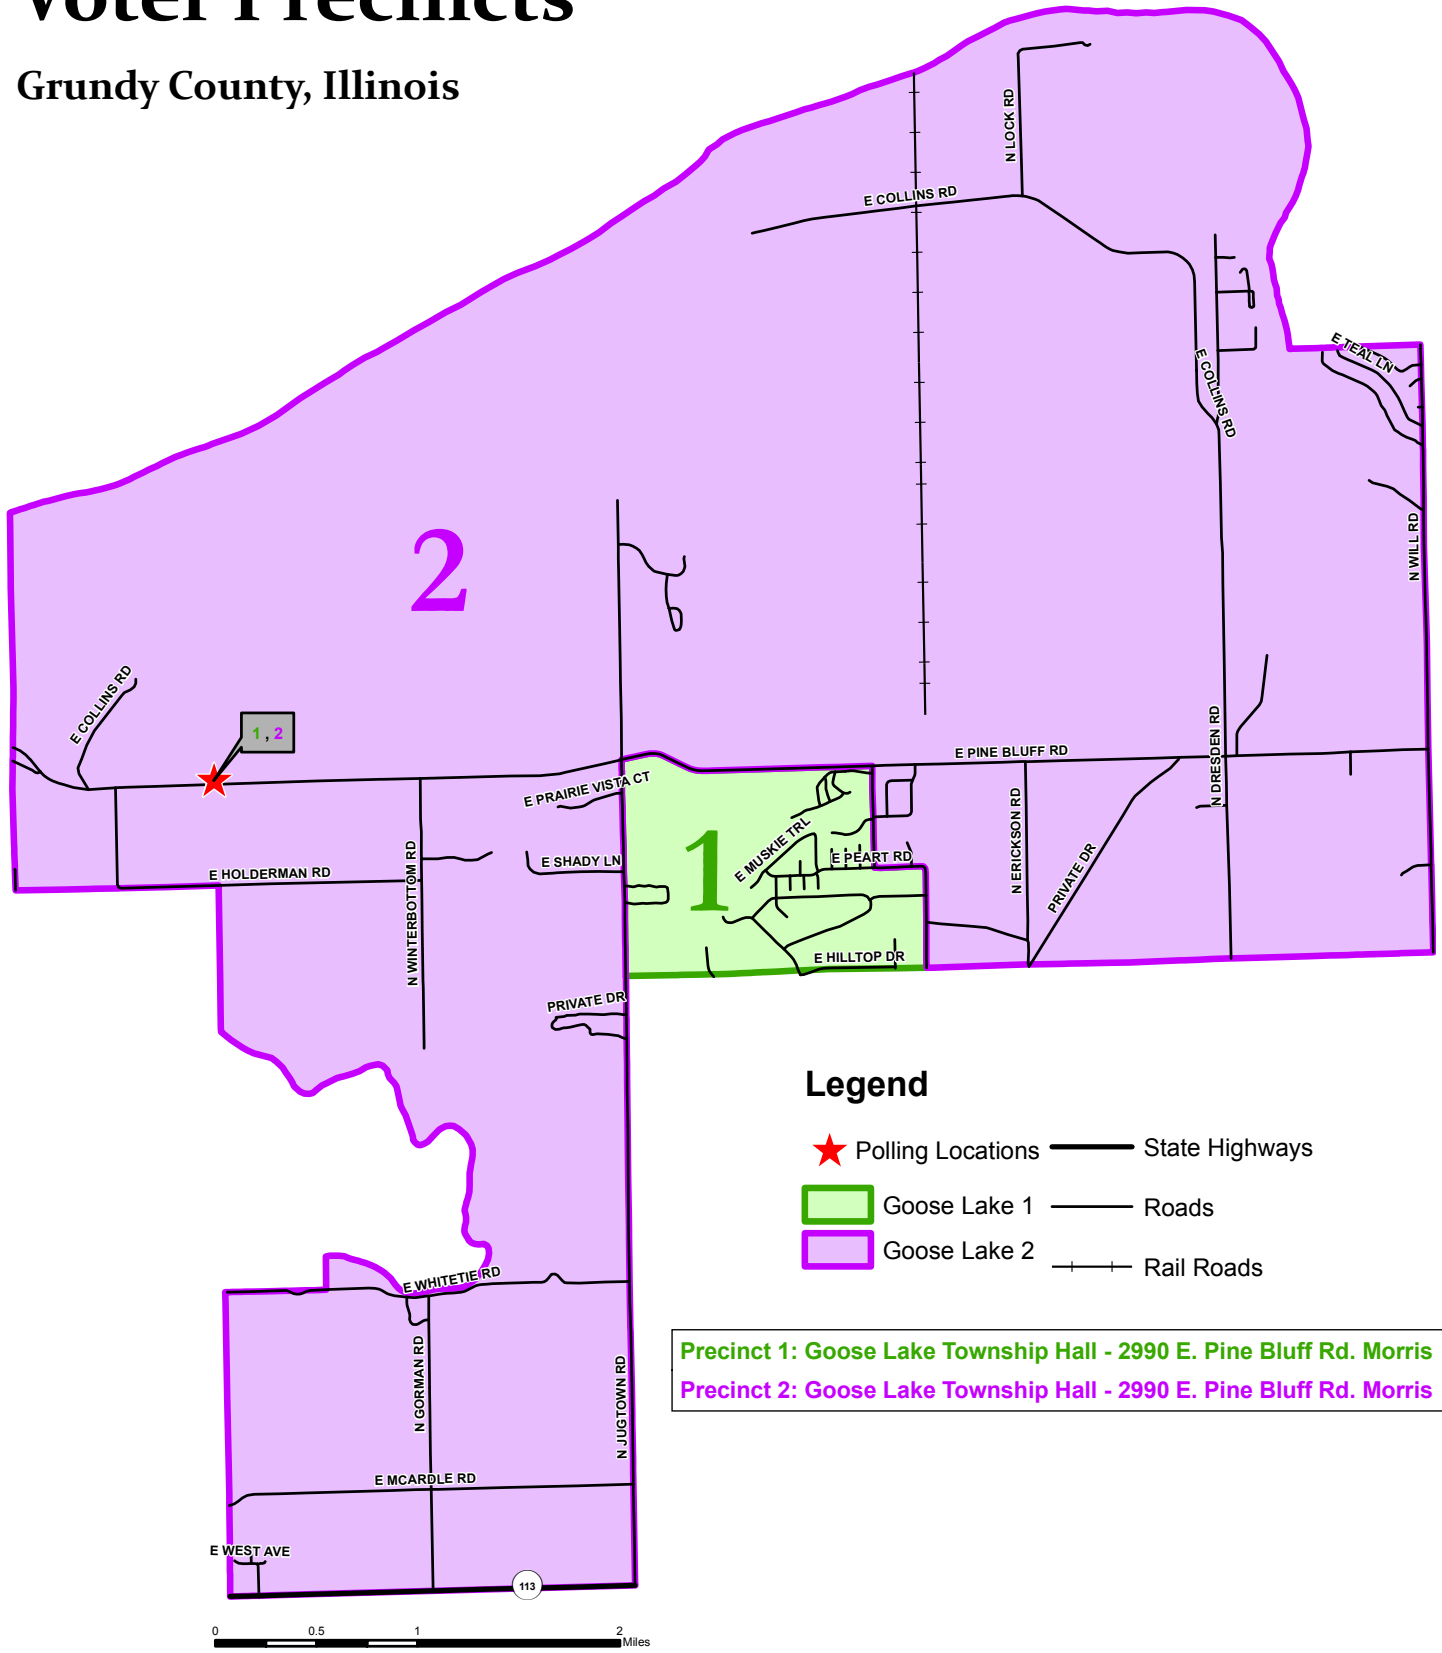 Voter Precincts
Grundy County, Illinois
N LOCK RD
E COLLINS RD
E COLLINS RD
E TEAL LN
N WILL RD
2
E COLLINS RD
1 , 2
E PINE BLUFF RD
N DRESDEN RD
E PRAIRIE VISTA CT
E MUSKIE TRL
1
E PEART RD
N ERICKSON RD
PRIVATE DR
E SHADY LN
E HOLDERMAN RD
N WINTERBOTTOM RD
E HILLTOP DR
PRIVATE DR
Legend
Polling Locations
State Highways
Goose Lake 1
Roads
Goose Lake 2
Rail Roads
E WHITETIE RD
N GORMAN RD
N JUGTOWN RD
Precinct 1: Goose Lake Township Hall - 2990 E. Pine Bluff Rd. Morris
Precinct 2: Goose Lake Township Hall - 2990 E. Pine Bluff Rd. Morris
E MCARDLE RD
E WEST AVE
113
0 0.5 1 2
Miles